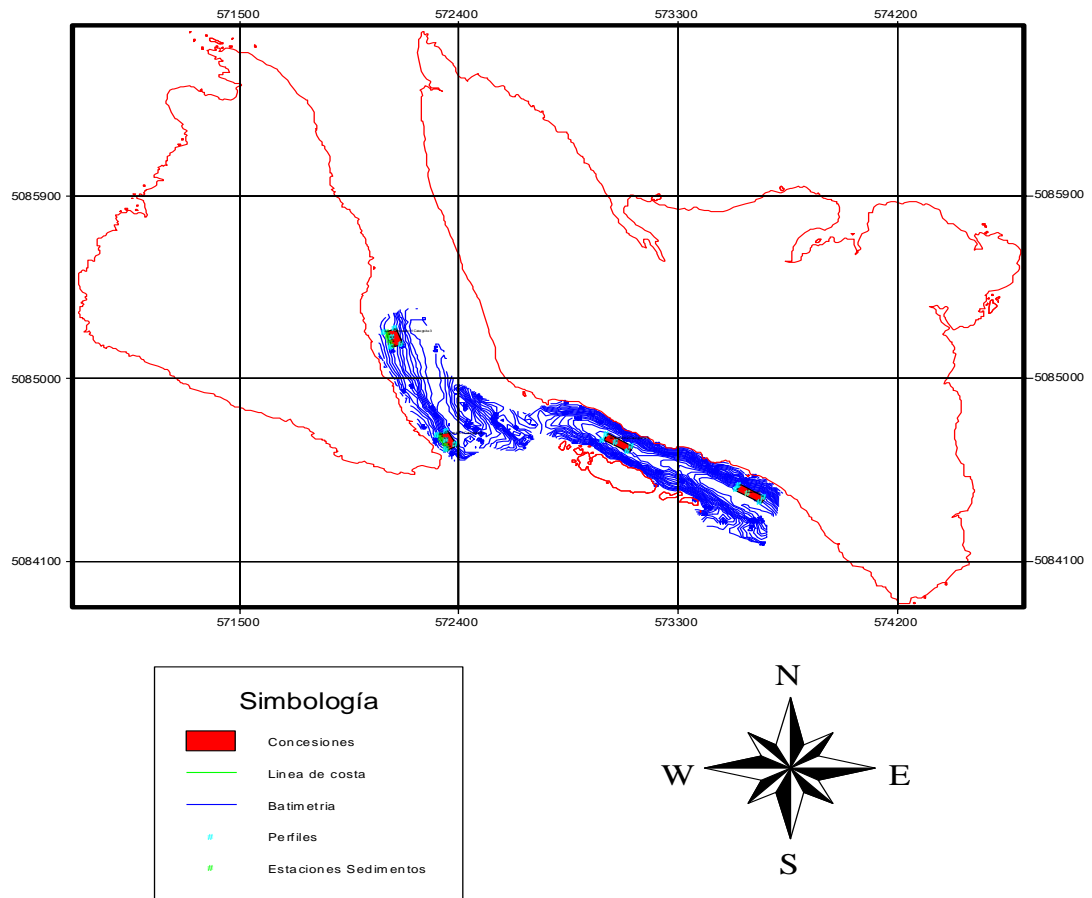 571500 572400 573300 574200
5085900 5085900
5085000 5085000
5084100 5084100
571500 572400 573300 574200
Simbología
Concesiones
Linea de costa
Batimetria
# Perfiles
# Estaciones Sedimentos
N
W E
S